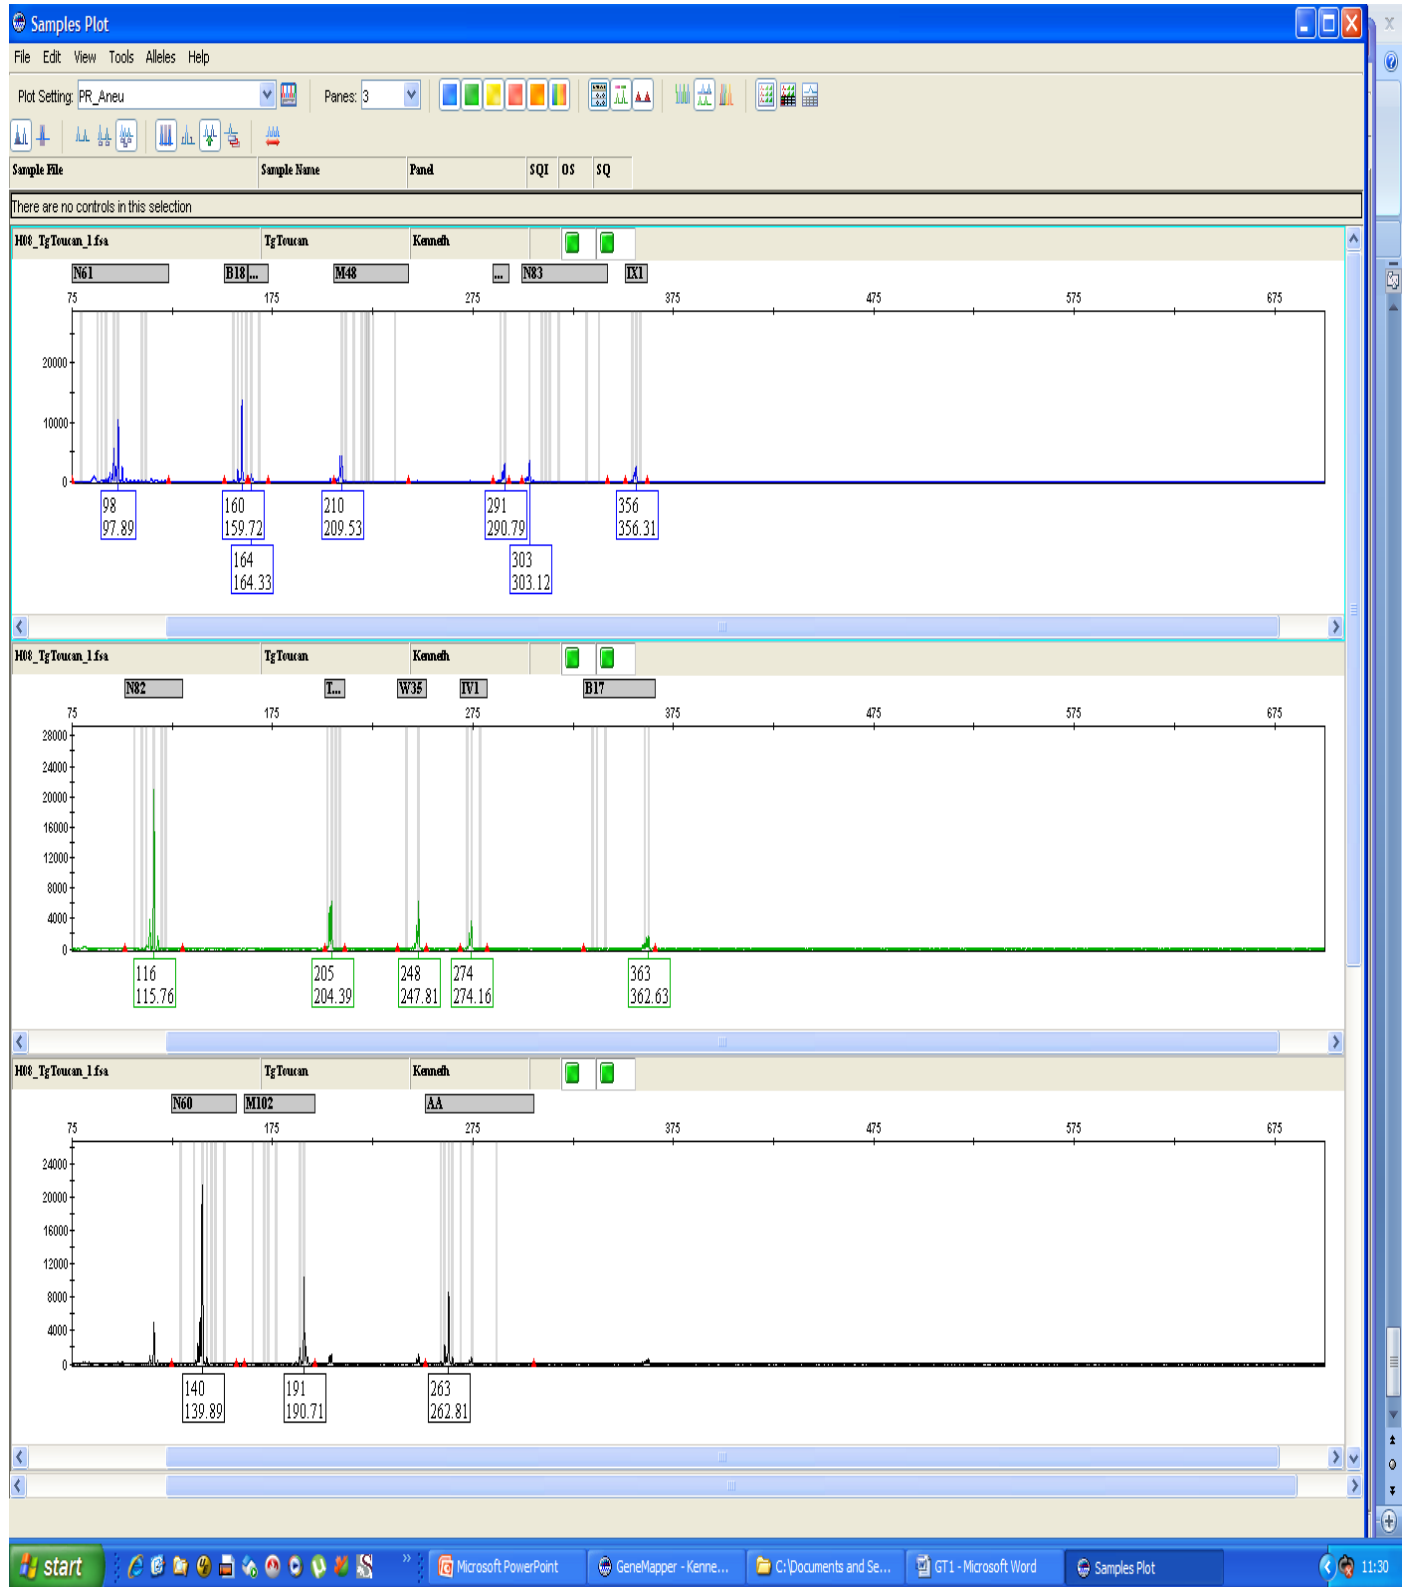 Samples Plot
File Edit View Tools Alleles Help
Plot Setting: PR_Aneu Panes: 3
Sample File Sample Name Panel SQI OS SQ
There are no controls in this selection
H08_TgToucan_1.fsa TgToucan Kenneth
N61 B18 ... M48 ... N83 IX1
75 175 275 375 475 575 675
20000
10000
0
98 160 210 291 356
97.89 159.72 209.53 290.79 356.31
164 303
164.33 303.12
H08_TgToucan_1.fsa TgToucan Kenneth
N82 T... W35 IV1 B17
75 175 275 375 475 575 675
28000
24000
20000
16000
12000
8000
4000
0
116 205 248 274 363
115.76 204.39 247.81 274.16 362.63
H08_TgToucan_1.fsa TgToucan Kenneth
N60 M102 AA
75 175 275 375 475 575 675
24000
20000
16000
12000
8000
4000
0
140 191 263
139.89 190.71 262.81
start Microsoft PowerPoint GeneMapper - Kenne... C:\Documents and Se... GT1 - Microsoft Word Samples Plot 11:30